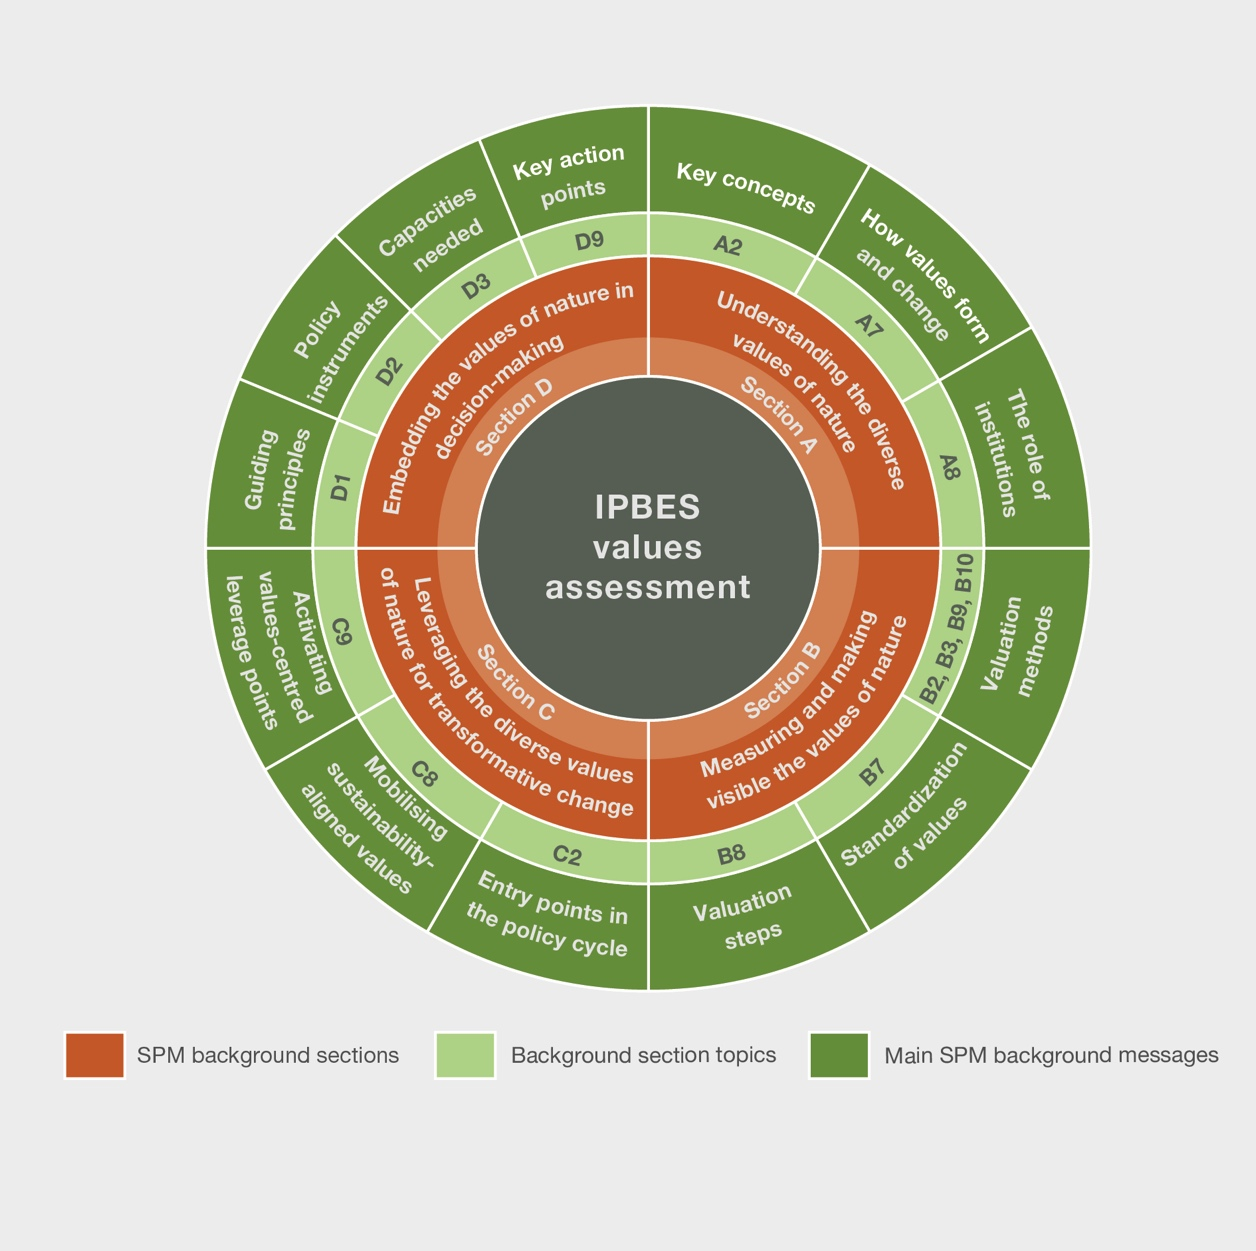 IPBES
values
assessment
Section A
Understanding the diverse
values of nature
A2
Key concepts
A7
How values form
and change
A8
The role of
institutions
Section B
Measuring and making
visible the values of nature
B2, B3, B9, B10
Valuation
methods
B7
Standardization
of values
B8
Valuation
steps
Section C
Leveraging the diverse values
of nature for transformative change
C2
Entry points in
the policy cycle
C8
Mobilising
sustainability-
aligned values
C9
Activating
values-centred
leverage points
Section D
Embedding the values of nature in
decision-making
D1
Guiding
principles
D2
Policy
instruments
D3
Capacities
needed
D9
Key action
points
SPM background sections
Background section topics
Main SPM background messages